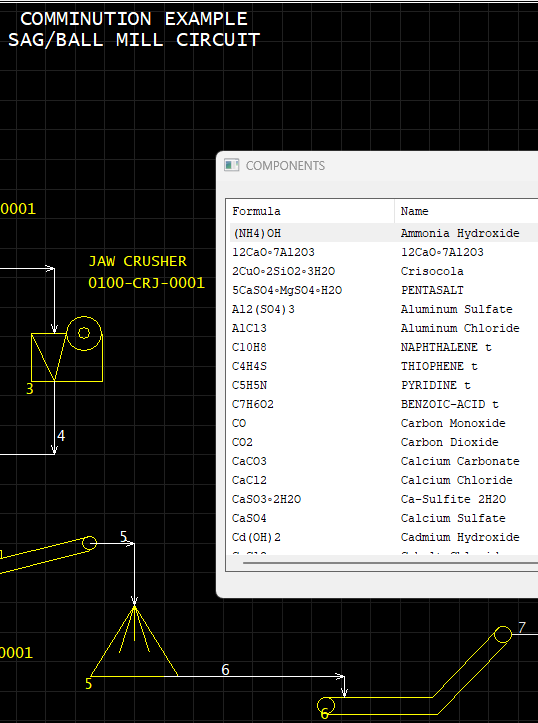 COMMINUTION EXAMPLE
SAG/BALL MILL CIRCUIT
0001
JAW CRUSHER
0100-CRJ-0001
3
4
5
0001
5
6
6
7
COMPONENTS
Formula Name
(NH4)OH Ammonia Hydroxide
12CaO∘7Al2O3 12CaO∘7Al2O3
2CuO∘2SiO2∘3H2O Crisocola
5CaSO4∘MgSO4∘H2O PENTASALT
Al2(SO4)3 Aluminum Sulfate
AlCl3 Aluminum Chloride
C10H8 NAPHTHALENE t
C4H4S THIOPHENE t
C5H5N PYRIDINE t
C7H6O2 BENZOIC-ACID t
CO Carbon Monoxide
CO2 Carbon Dioxide
CaCO3 Calcium Carbonate
CaCl2 Calcium Chloride
CaSO3∘2H2O Ca-Sulfite 2H2O
CaSO4 Calcium Sulfate
Cd(OH)2 Cadmium Hydroxide